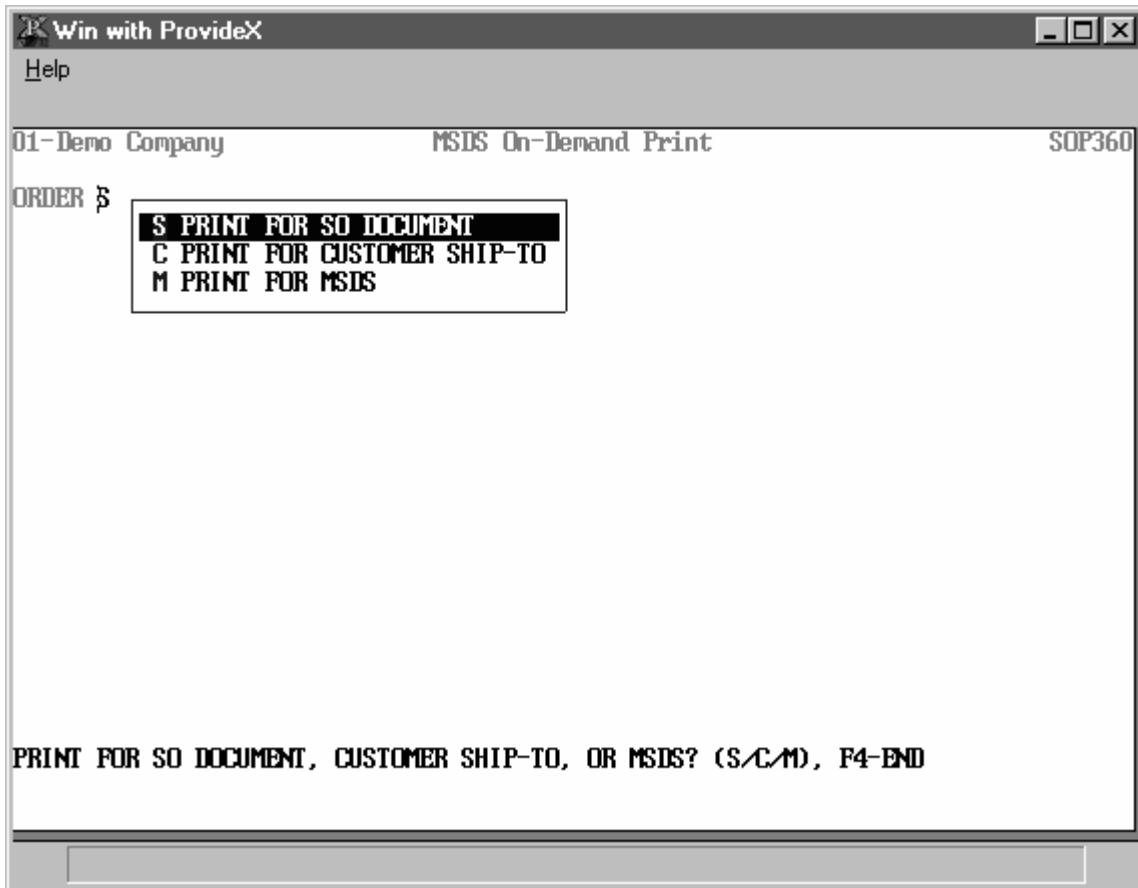 Win with ProvideX
Help
01-Demo Company MSDS On-Demand Print SOP360
ORDER S
S PRINT FOR SO DOCUMENT
C PRINT FOR CUSTOMER SHIP-TO
M PRINT FOR MSDS
PRINT FOR SO DOCUMENT, CUSTOMER SHIP-TO, OR MSDS? (S/C/M), F4-END